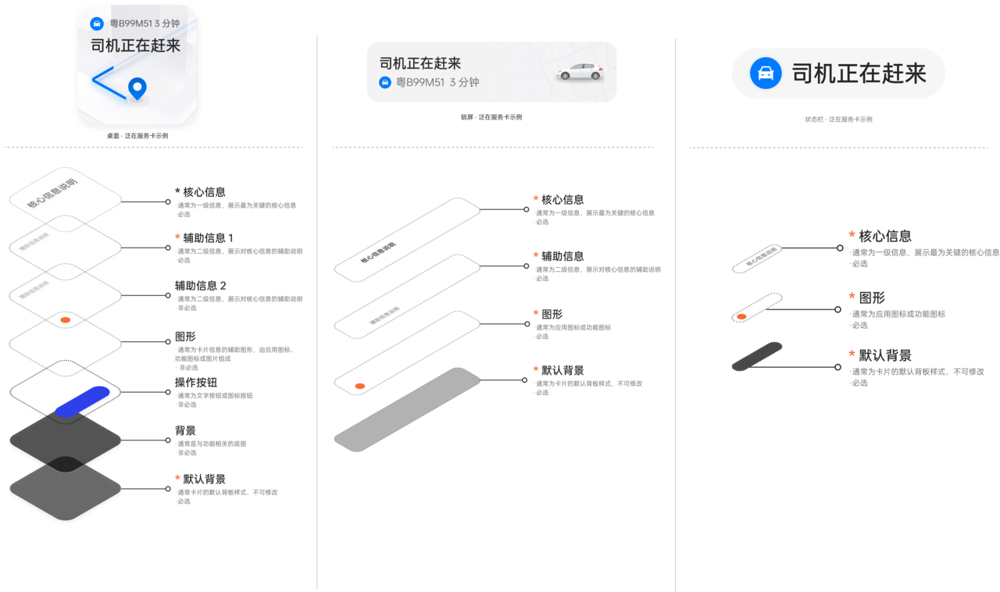 粤B99M51 3 分钟
司机正在赶来
桌面 - 泛在服务卡示例
核心信息说明
* 核心信息
·通常为一级信息，展示最为关键的核心信息
·必选
辅助信息说明
* 辅助信息 1
·通常为二级信息，展示对核心信息的辅助说明
·必选
辅助信息说明
辅助信息 2
·通常为二级信息，展示对核心信息的辅助说明
·非必选
图形
·通常为卡片信息的辅助图形，由应用图标、
功能图标或图片组成
· 非必选
操作按钮
·通常为文字按钮或图标按钮
·非必选
背景
·通常是与功能相关的底图
·非必选
* 默认背景
·通常卡片的默认背板样式，不可修改
·必选
司机正在赶来
粤B99M51 3 分钟
锁屏 - 泛在服务卡示例
核心信息说明
* 核心信息
·通常为一级信息，展示最为关键的核心信息
·必选
辅助信息说明
* 辅助信息
·通常为二级信息，展示对核心信息的辅助说明
·必选
* 图形
·通常为应用图标或功能图标
·必选
* 默认背景
·通常为卡片的默认背板样式，不可修改
·必选
司机正在赶来
状态栏 - 泛在服务卡示例
核心信息说明
* 核心信息
·通常为一级信息，展示最为关键的核心信息
·必选
* 图形
·通常为应用图标或功能图标
·必选
* 默认背景
·通常为卡片的默认背板样式，不可修改
·必选